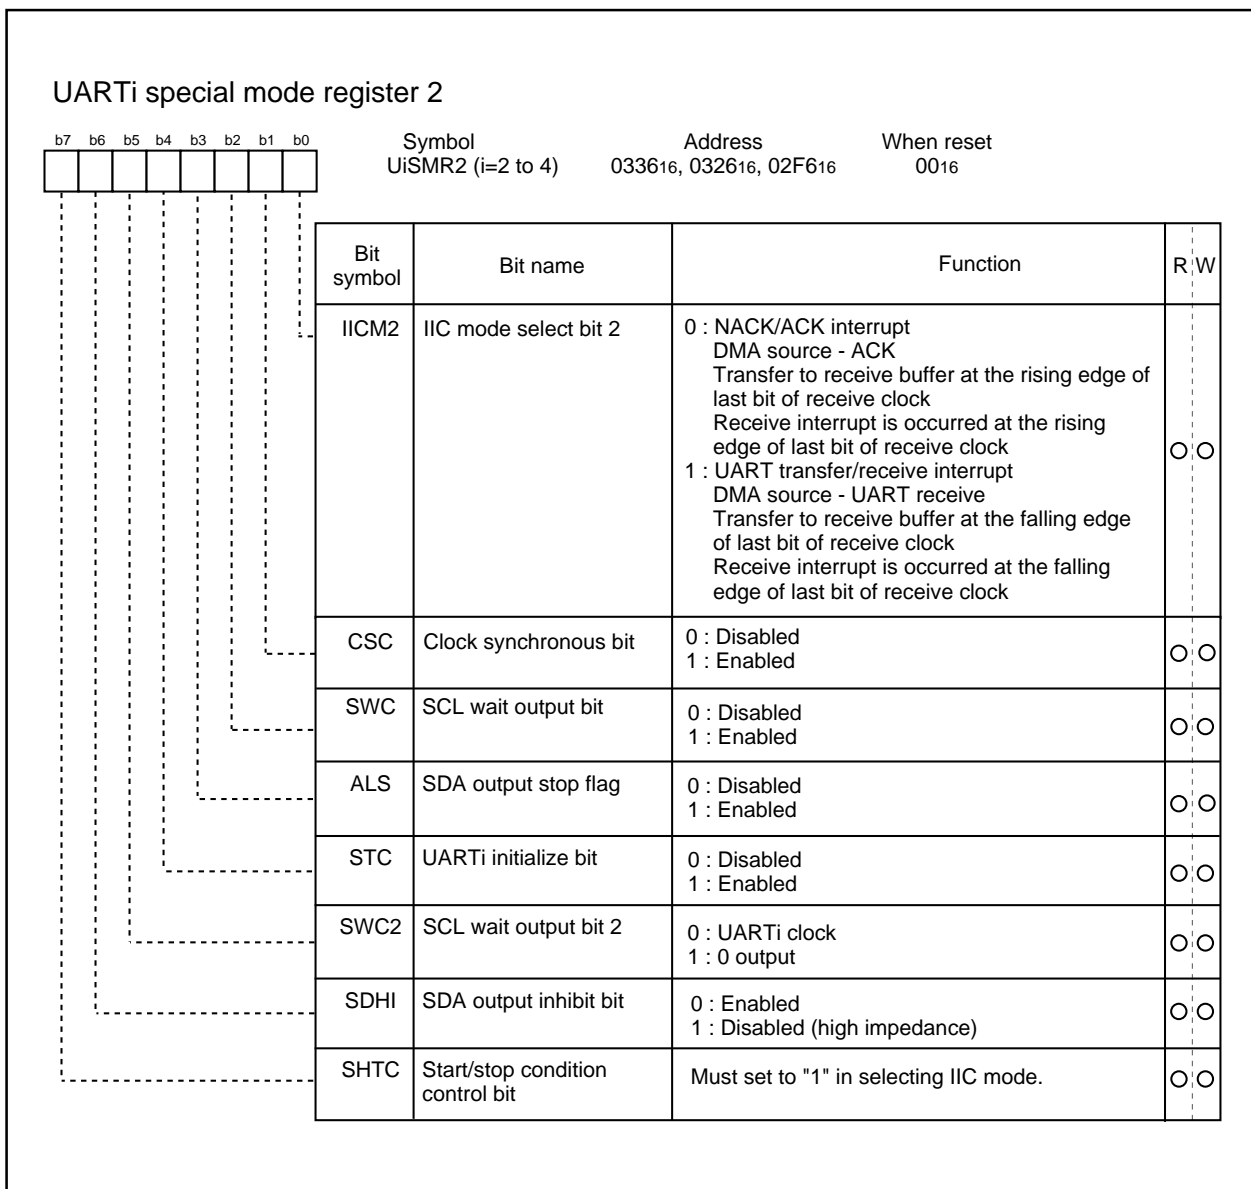 UARTi special mode register 2
b7 b6 b5 b4 b3 b2 b1 b0
Symbol Address When reset
UiSMR2 (i=2 to 4) 033616, 032616, 02F616 0016
Bit symbol Bit name Function R W
IICM2 IIC mode select bit 2
0 : NACK/ACK interrupt
DMA source - ACK
Transfer to receive buffer at the rising edge of
last bit of receive clock
Receive interrupt is occurred at the rising
edge of last bit of receive clock
1 : UART transfer/receive interrupt
DMA source - UART receive
Transfer to receive buffer at the falling edge
of last bit of receive clock
Receive interrupt is occurred at the falling
edge of last bit of receive clock
CSC Clock synchronous bit
0 : Disabled
1 : Enabled
SWC SCL wait output bit
0 : Disabled
1 : Enabled
ALS SDA output stop flag
0 : Disabled
1 : Enabled
STC UARTi initialize bit
0 : Disabled
1 : Enabled
SWC2 SCL wait output bit 2
0 : UARTi clock
1 : 0 output
SDHI SDA output inhibit bit
0 : Enabled
1 : Disabled (high impedance)
SHTC Start/stop condition
control bit
Must set to "1" in selecting IIC mode.